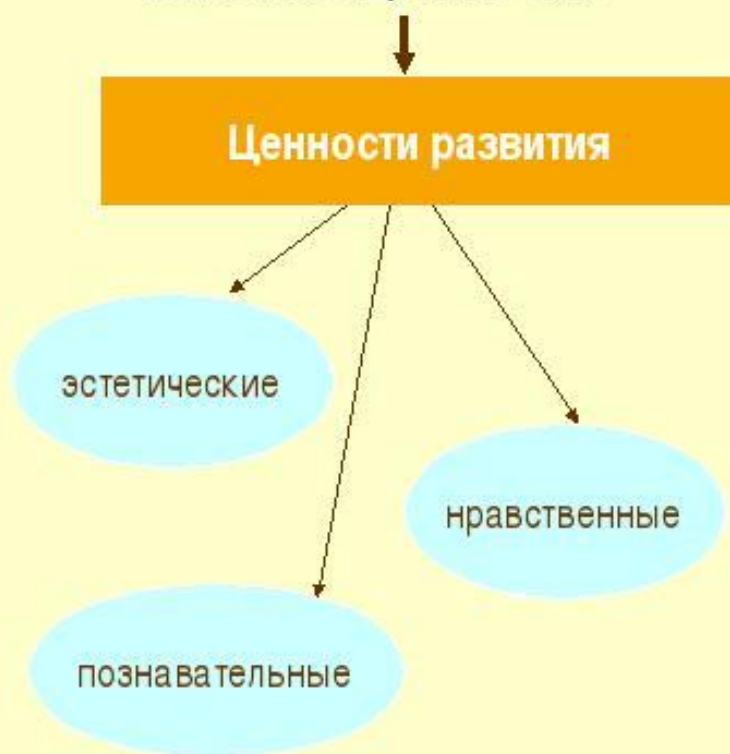 Ценности развития
эстетические
нравственные
познавательные